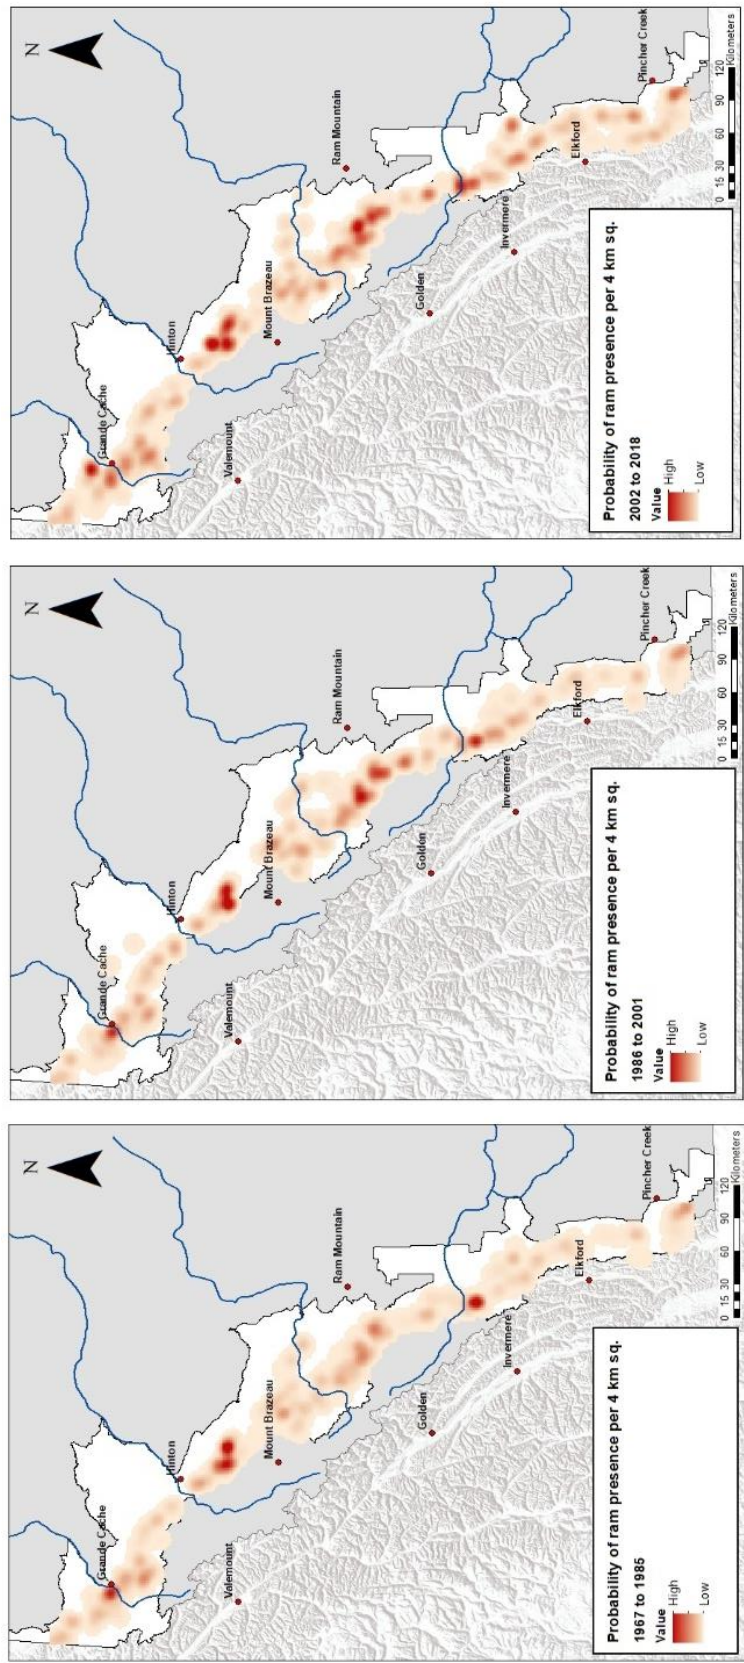 N
Grande Cache
Hinton
Valemount
Mount Brazeau
Ram Mountain
Golden
Invermere
Elkford
Pincher Creek
Probability of ram presence per 4 km sq.
1967 to 1985
Value
High
Low
0 15 30 60 90 120
Kilometers
N
Grande Cache
Hinton
Valemount
Mount Brazeau
Ram Mountain
Golden
Invermere
Elkford
Pincher Creek
Probability of ram presence per 4 km sq.
1986 to 2001
Value
High
Low
0 15 30 60 90 120
Kilometers
N
Grande Cache
Hinton
Valemount
Mount Brazeau
Ram Mountain
Golden
Invermere
Elkford
Pincher Creek
Probability of ram presence per 4 km sq.
2002 to 2018
Value
High
Low
0 15 30 60 90 120
Kilometers